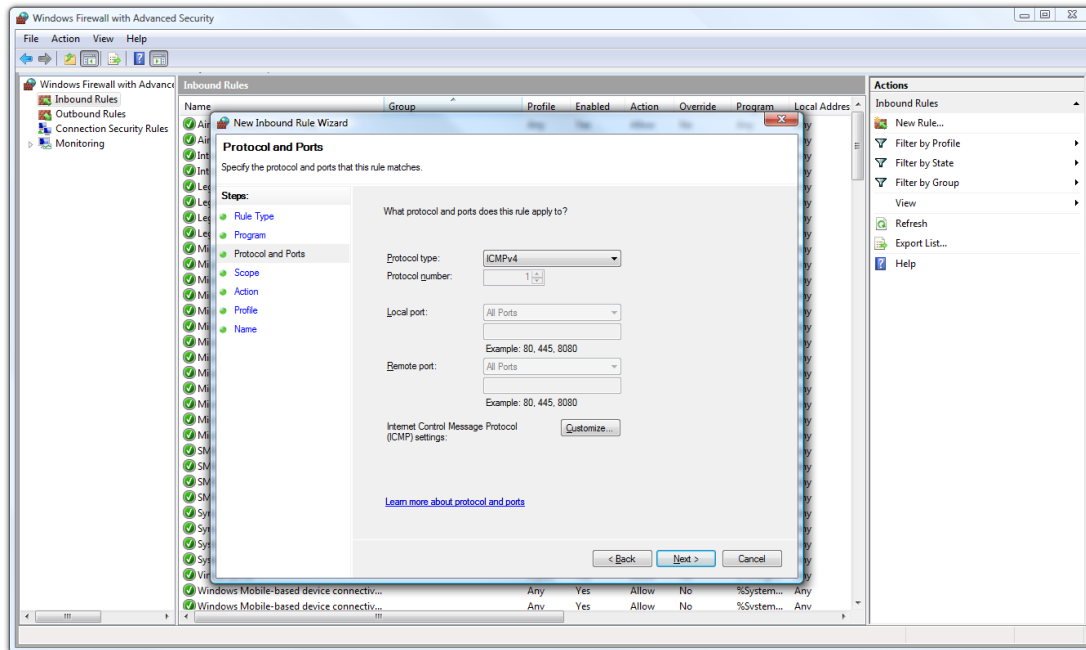 Windows Firewall with Advanced Security
File Action View Help
Windows Firewall with Advance
Inbound Rules
Outbound Rules
Connection Security Rules
Monitoring
Inbound Rules
Name Group Profile Enabled Action Override Program Local Addres
Windows Mobile-based device connectiv... Any Yes Allow No %System... Any
Windows Mobile-based device connectiv... Any Yes Allow No %System... Any
New Inbound Rule Wizard
Protocol and Ports
Specify the protocol and ports that this rule matches.
Steps:
Rule Type
Program
Protocol and Ports
Scope
Action
Profile
Name
What protocol and ports does this rule apply to?
Protocol type: ICMPv4
Protocol number: 1
Local port: All Ports
Example: 80, 445, 8080
Remote port: All Ports
Example: 80, 445, 8080
Internet Control Message Protocol
(ICMP) settings:
Customize...
Learn more about protocol and ports
< Back Next > Cancel
Actions
Inbound Rules
New Rule...
Filter by Profile
Filter by State
Filter by Group
View
Refresh
Export List...
Help